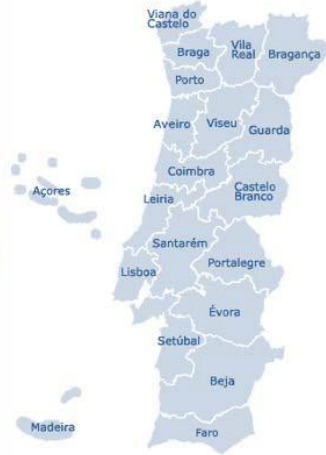 Viana do
Castelo
Braga
Vila
Real
Bragança
Porto
Aveiro
Viseu
Guarda
Coimbra
Açores
Leiria
Castelo
Branco
Santarém
Lisboa
Portalegre
Évora
Setúbal
Beja
Madeira
Faro